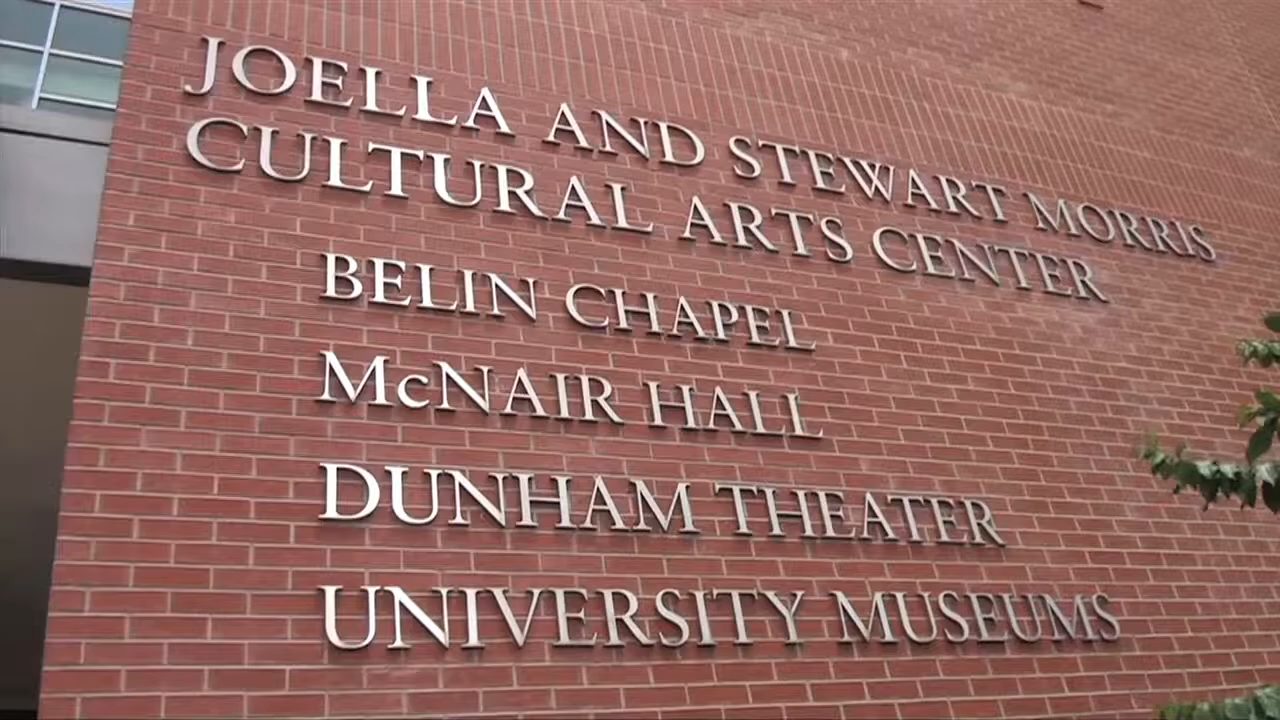 JOELLA AND STEWART MORRIS
CULTURAL ARTS CENTER
BELIN CHAPEL
McNAIR HALL
DUNHAM THEATER
UNIVERSITY MUSEUMS